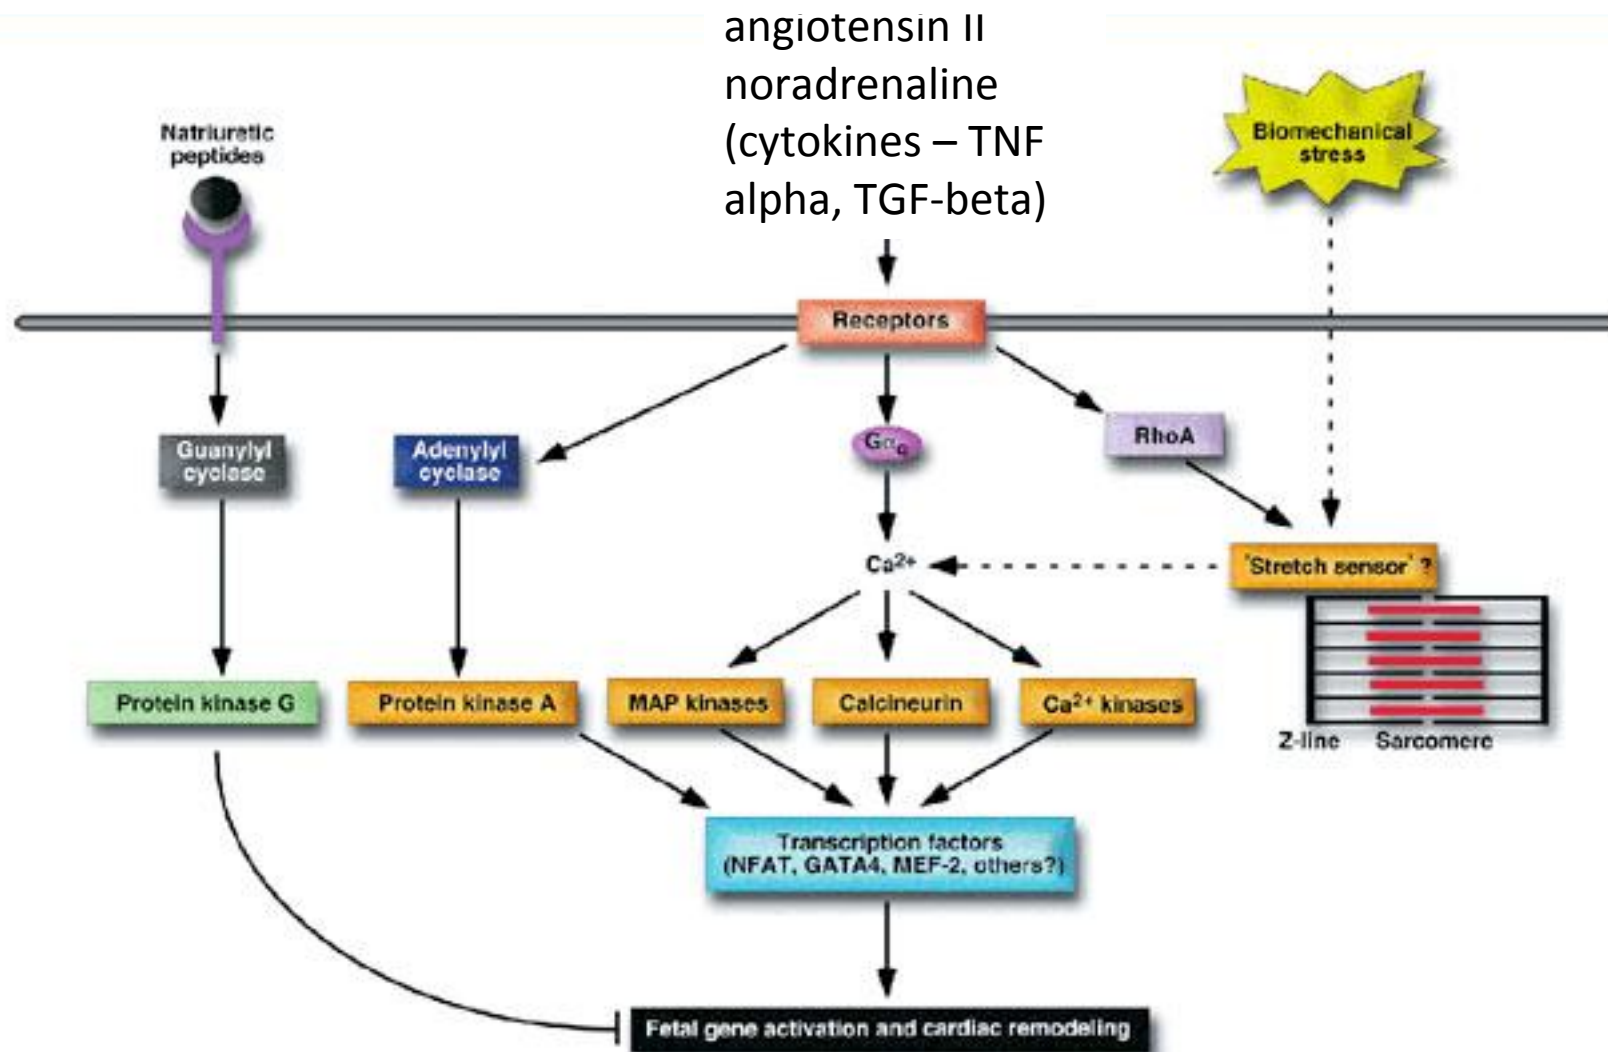 angiotensin II
noradrenaline
(cytokines – TNF
alpha, TGF-beta)
Natriuretic
peptides
Biomechanical
stress
Receptors
Guanylyl
cyclase
Adenylyl
cyclase
Gαq
RhoA
Ca2+
'Stretch sensor' ?
Protein kinase G
Protein kinase A
MAP kinases
Calcineurin
Ca2+ kinases
Z-line
Sarcomere
Transcription factors
(NFAT, GATA4, MEF-2, others?)
Fetal gene activation and cardiac remodeling